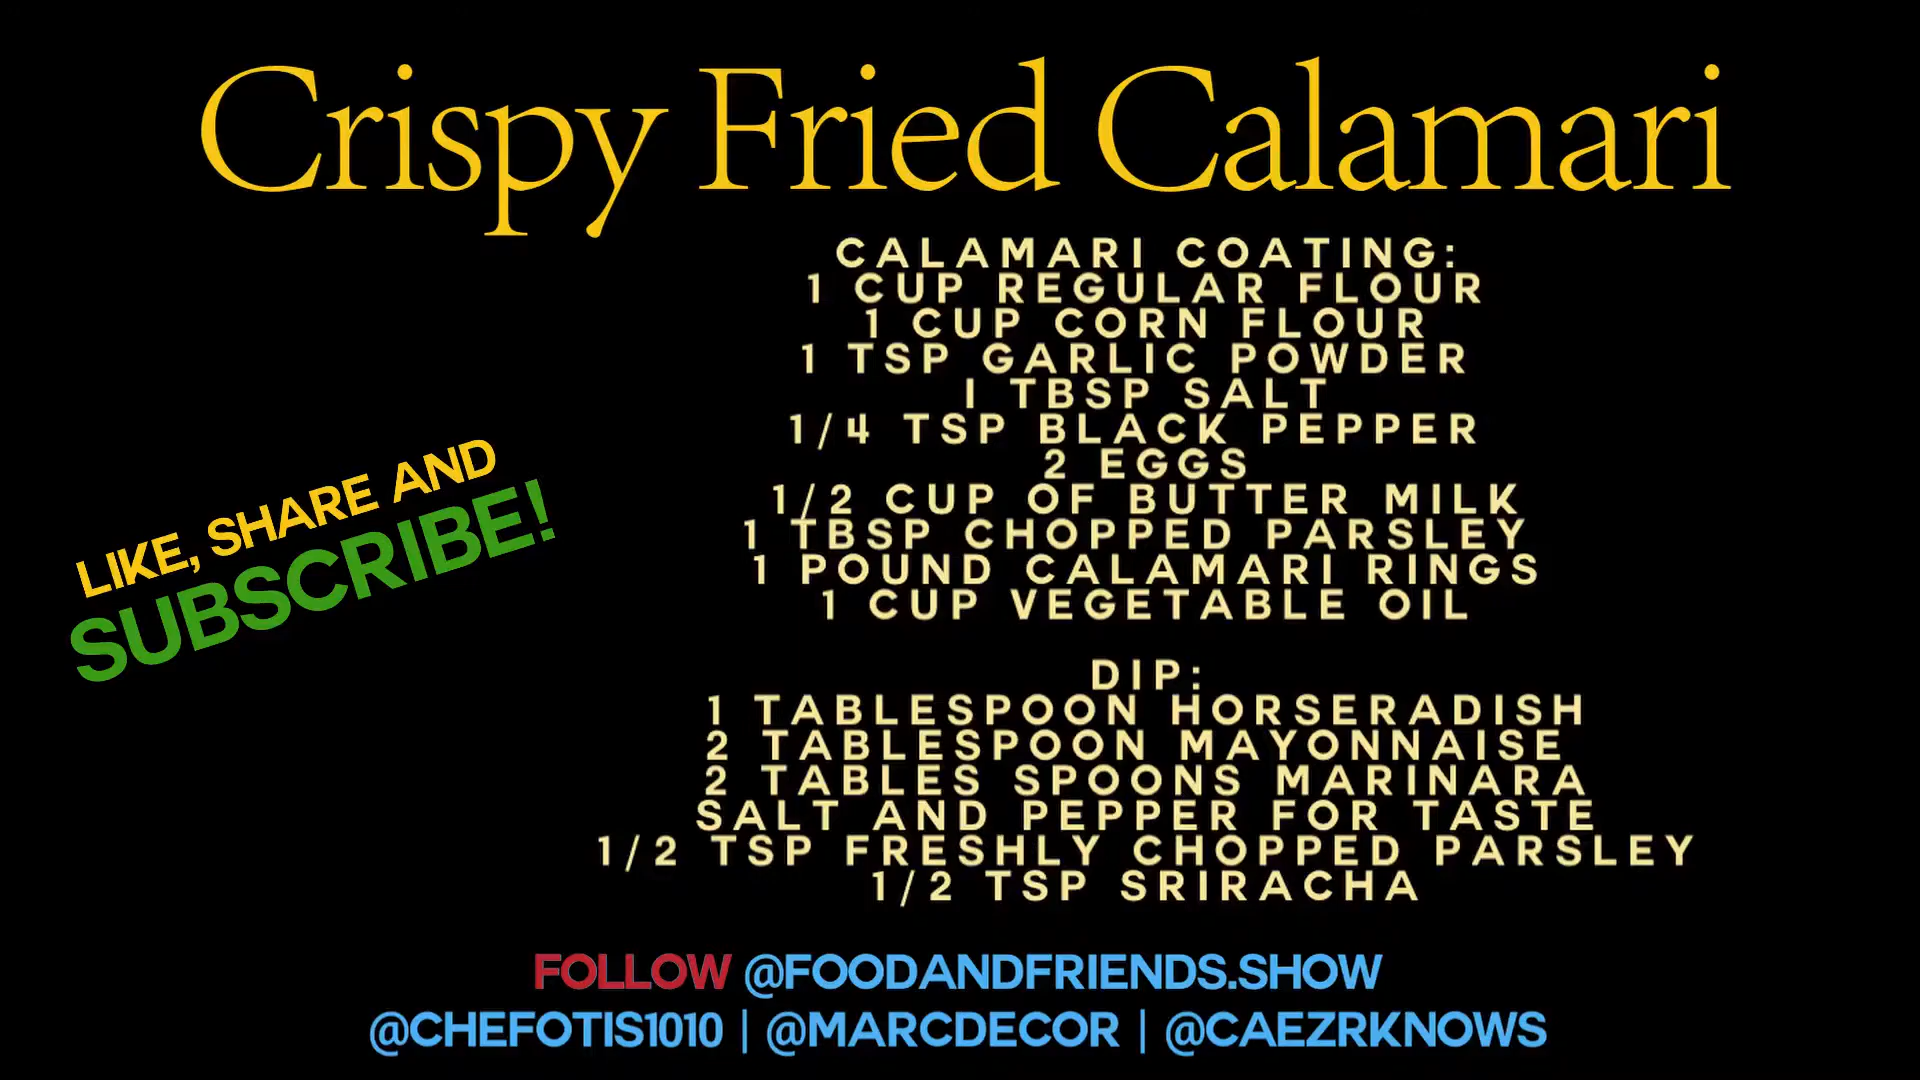 Crispy Fried Calamari
CALAMARI COATING:
1 CUP REGULAR FLOUR
1 CUP CORN FLOUR
1 TSP GARLIC POWDER
I TBSP SALT
1/4 TSP BLACK PEPPER
2 EGGS
1/2 CUP OF BUTTER MILK
1 TBSP CHOPPED PARSLEY
1 POUND CALAMARI RINGS
1 CUP VEGETABLE OIL
DIP:
1 TABLESPOON HORSERADISH
2 TABLESPOON MAYONNAISE
2 TABLES SPOONS MARINARA
SALT AND PEPPER FOR TASTE
1/2 TSP FRESHLY CHOPPED PARSLEY
1/2 TSP SRIRACHA
LIKE, SHARE AND
SUBSCRIBE!
FOLLOW @FOODANDFRIENDS.SHOW
@CHEFOTIS1010 | @MARCDECOR | @CAEZRKNOWS